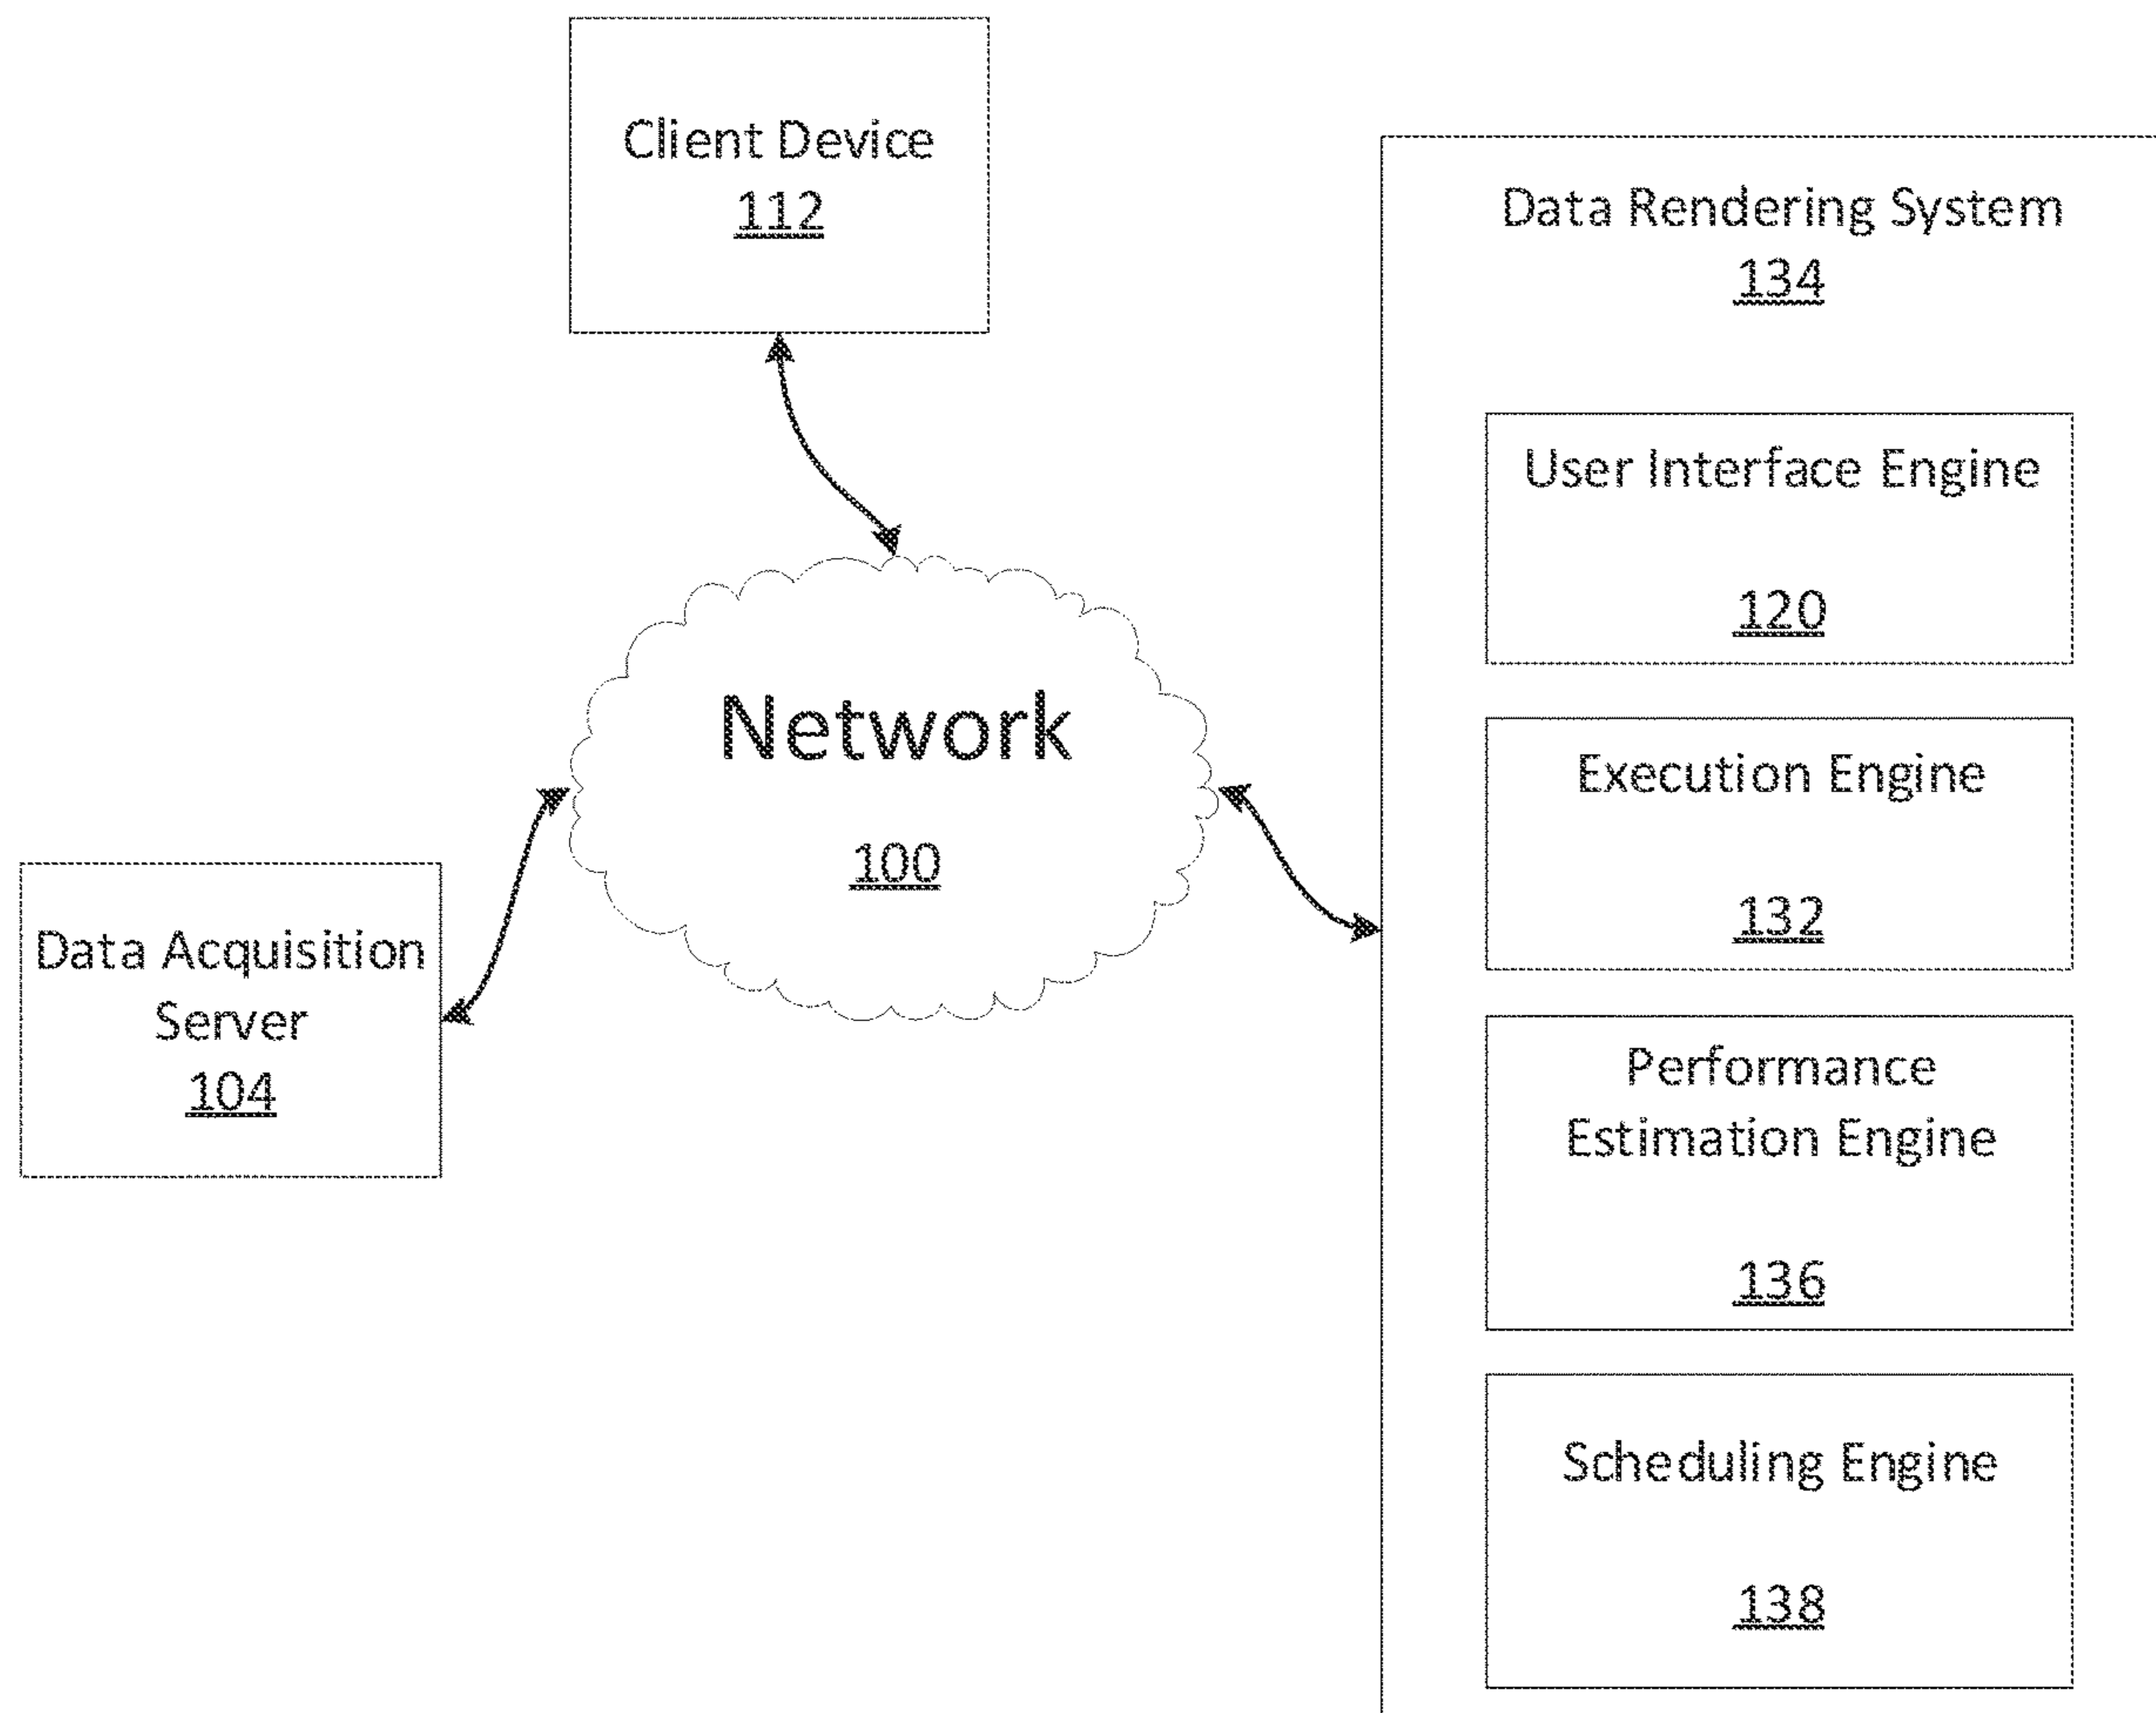 Client Device
112
Data Rendering System
134
User Interface Engine
120
Network
100
Execution Engine
132
Data Acquisition
Server
104
Performance
Estimation Engine
136
Scheduling Engine
138